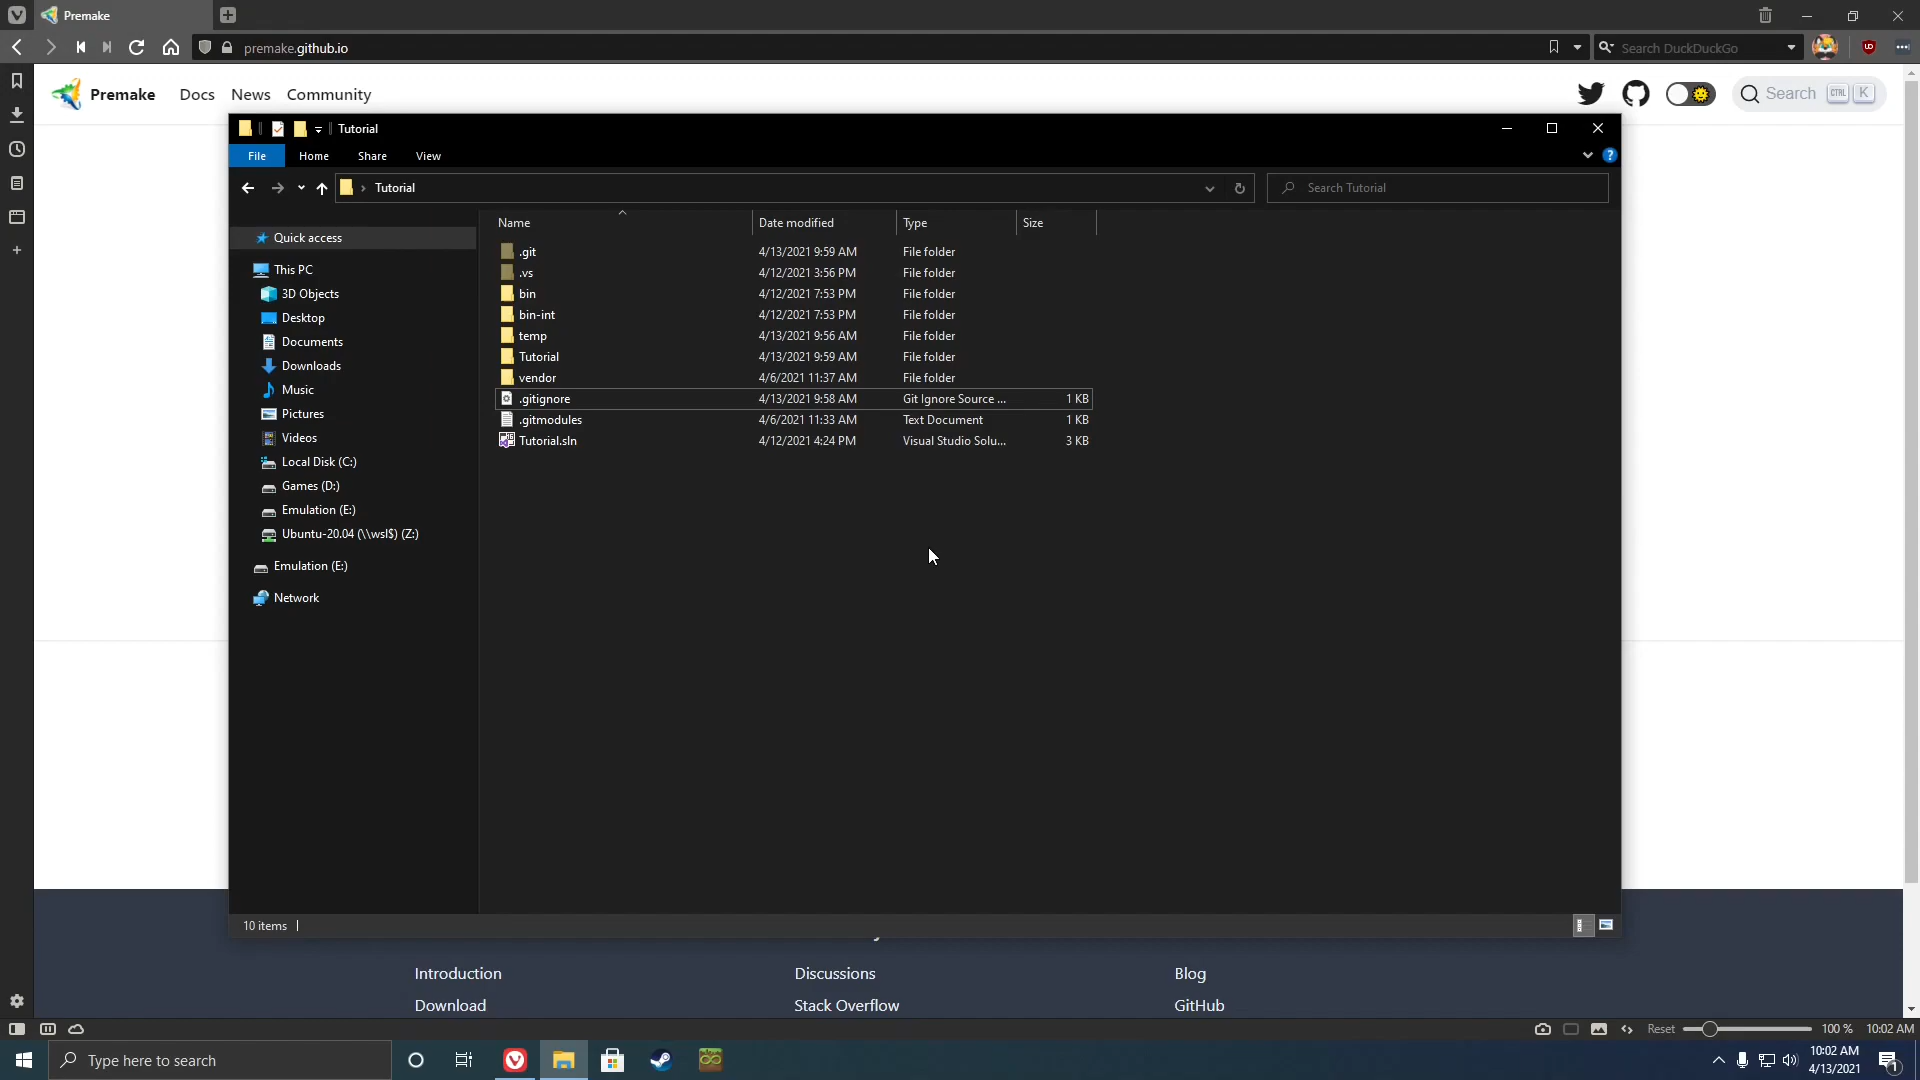 Premake
premake.github.io
Search DuckDuckGo
Premake Docs News Community
Search CTRL K
Tutorial
File Home Share View
Tutorial
Search Tutorial
Name Date modified Type Size
Quick access
This PC
3D Objects
Desktop
Documents
Downloads
Music
Pictures
Videos
Local Disk (C:)
Games (D:)
Emulation (E:)
Ubuntu-20.04 (\\wsl$) (Z:)
Emulation (E:)
Network
.git 4/13/2021 9:59 AM File folder
.vs 4/12/2021 3:56 PM File folder
bin 4/12/2021 7:53 PM File folder
bin-int 4/12/2021 7:53 PM File folder
temp 4/13/2021 9:56 AM File folder
Tutorial 4/13/2021 9:59 AM File folder
vendor 4/6/2021 11:37 AM File folder
.gitignore 4/13/2021 9:58 AM Git Ignore Source ... 1 KB
.gitmodules 4/6/2021 11:33 AM Text Document 1 KB
Tutorial.sln 4/12/2021 4:24 PM Visual Studio Solu... 3 KB
10 items
Introduction Discussions Blog
Download Stack Overflow GitHub
Reset 100 % 10:02 AM
Type here to search
10:02 AM
4/13/2021
1